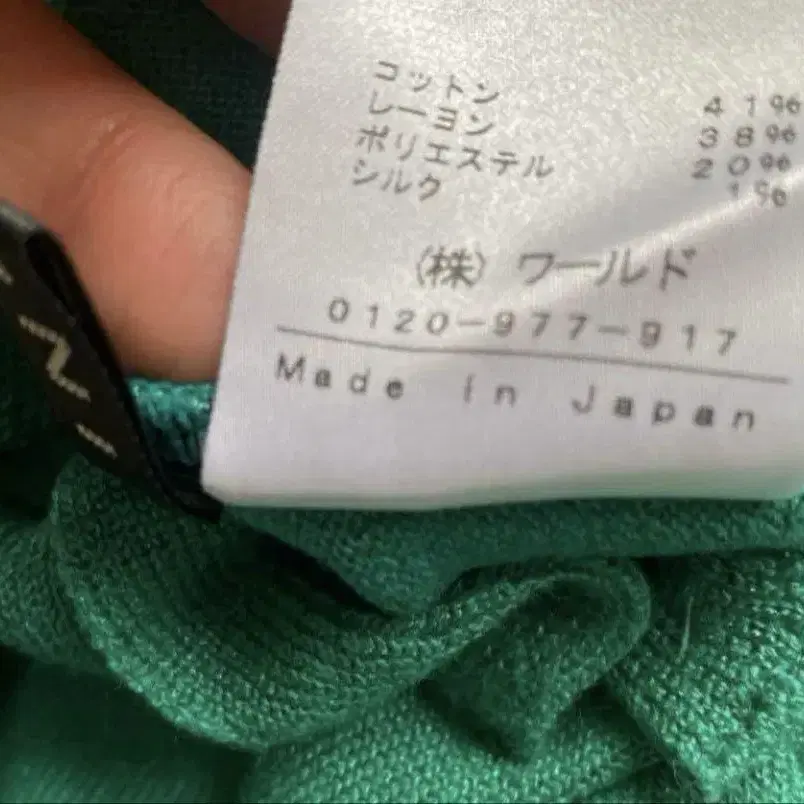 コットン 41%
レーヨン 38%
ポリエステル 20%
シルク 1%
(株) ワールド
0120-977-917
Made in Japan